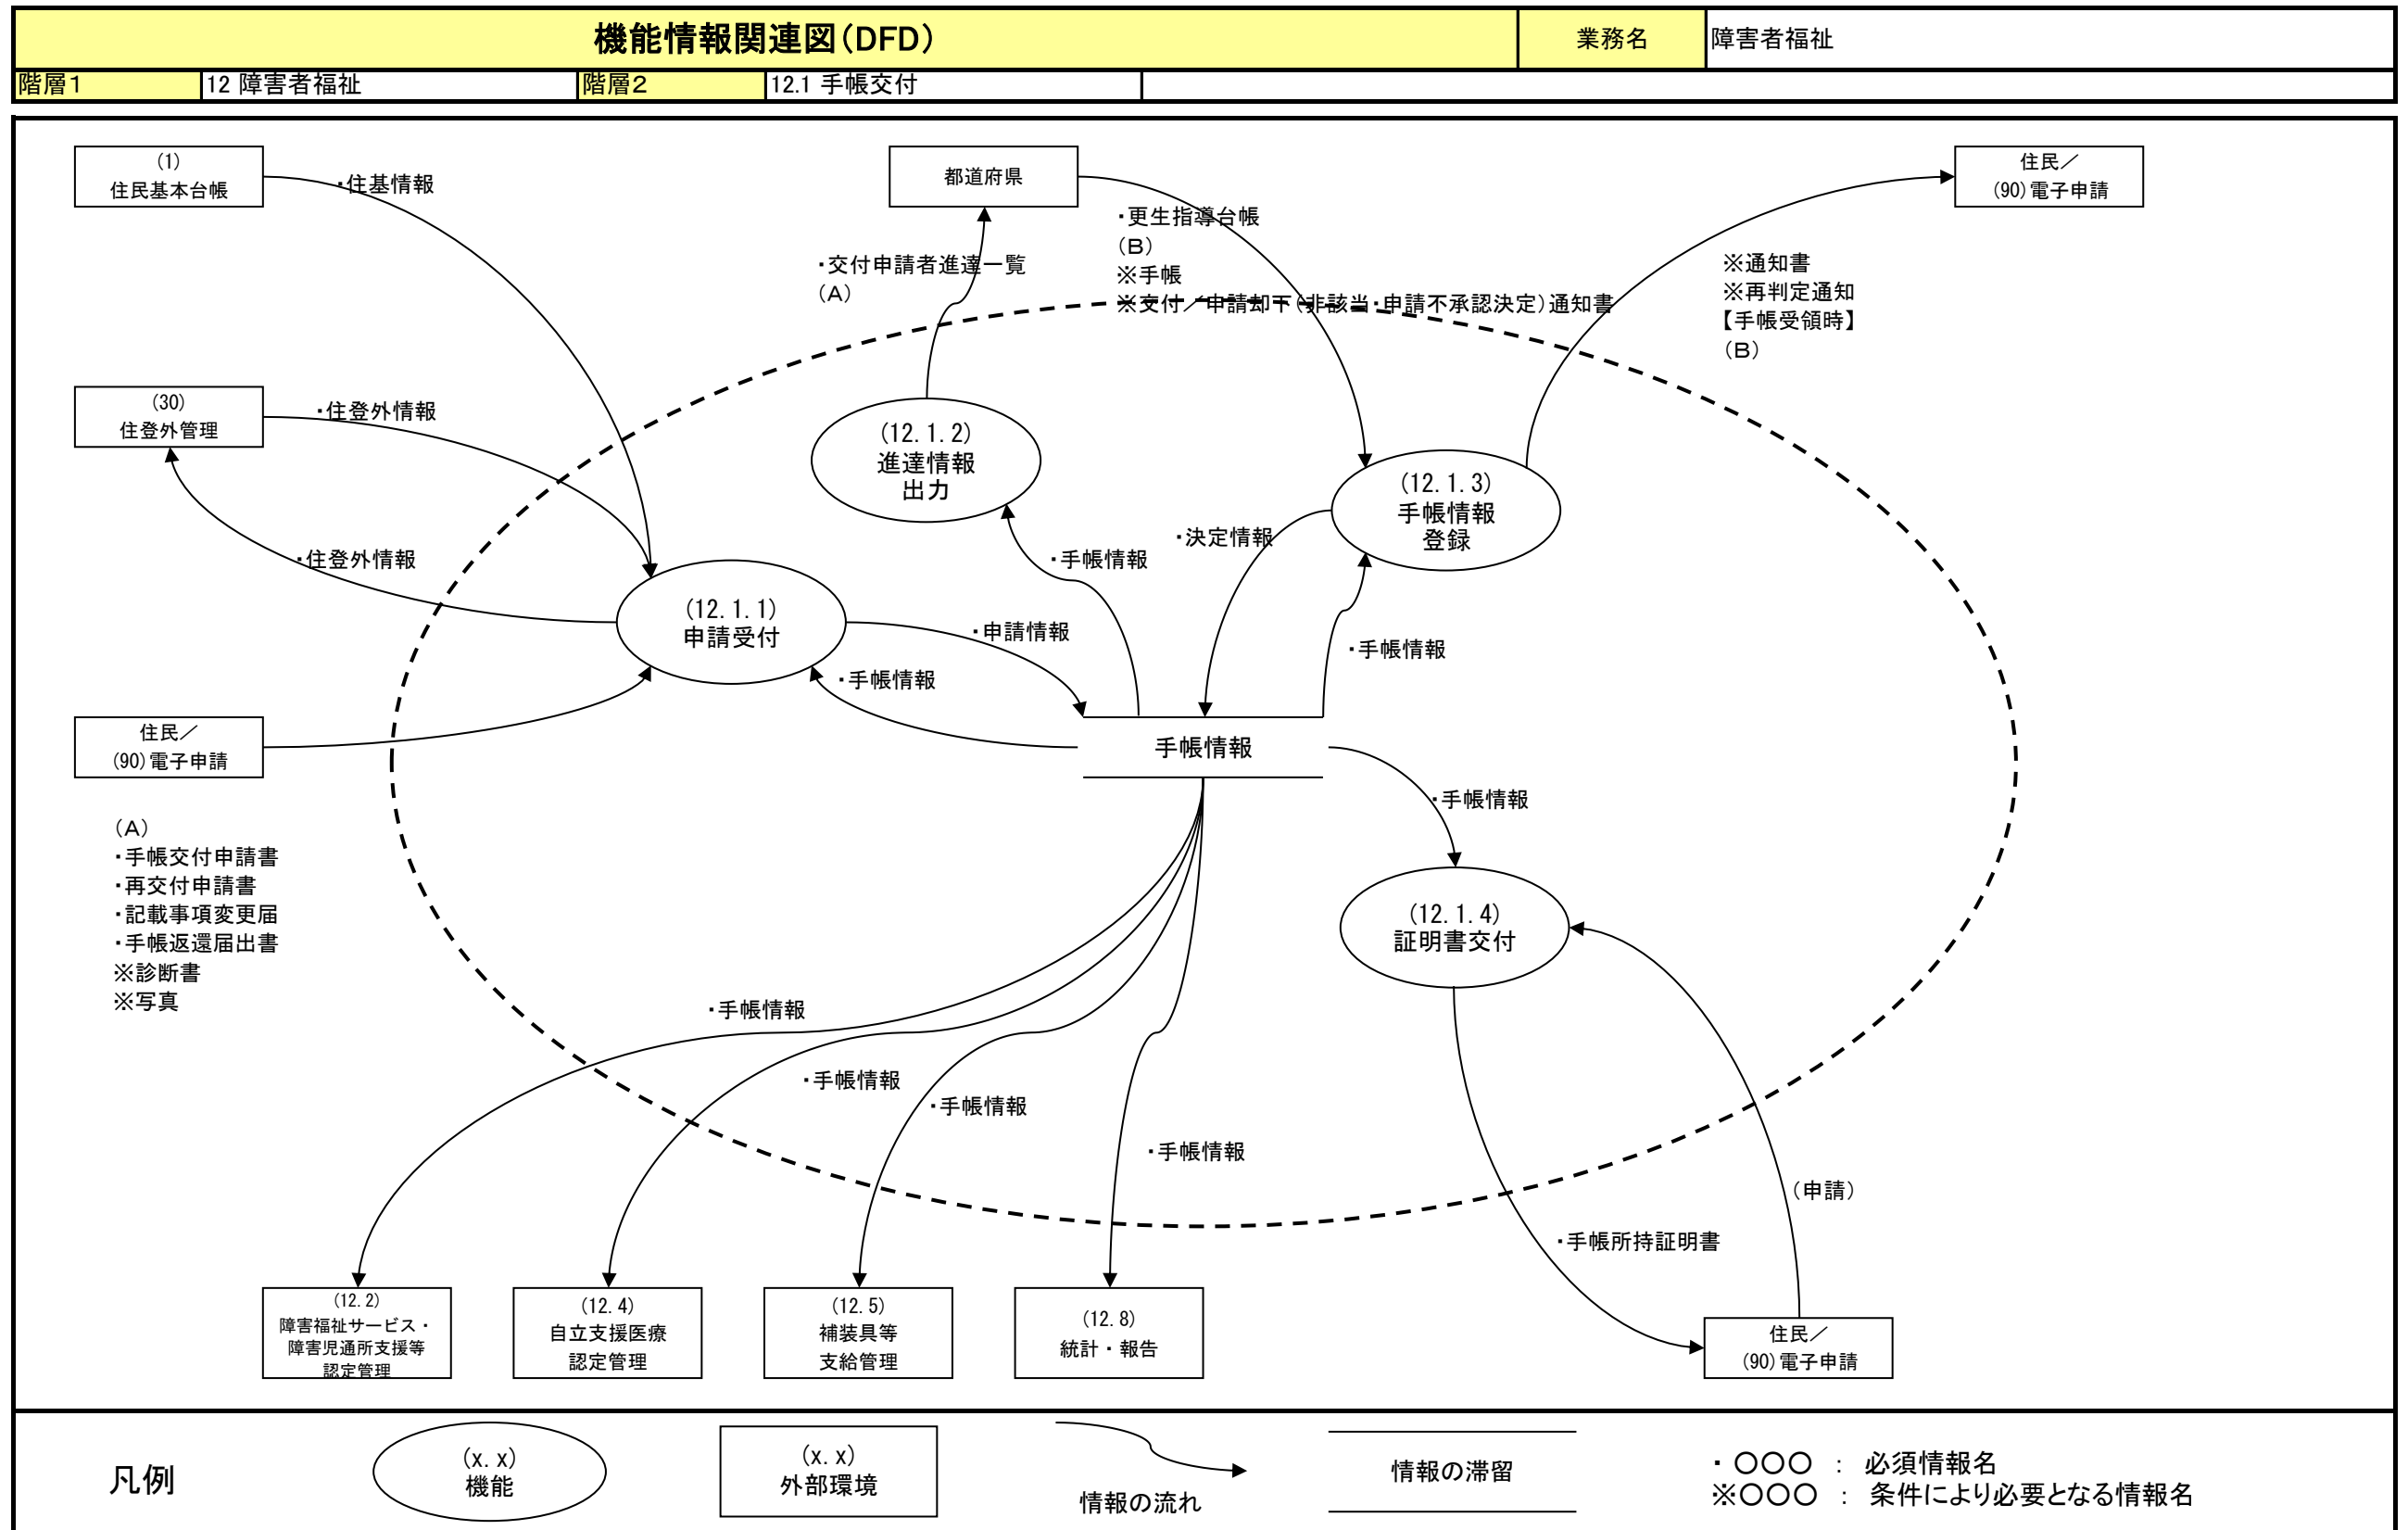 機能情報関連図（DFD）
業務名
障害者福祉
階層１
12 障害者福祉
階層２
12.1 手帳交付
(1)
住民基本台帳
・住基情報
都道府県
・更生指導台帳
（B）
※手帳
※交付／申請却下（非該当・申請不承認決定）通知書
住民／
(90)電子申請
・交付申請者進達一覧
（A）
※通知書
※再判定通知
【手帳受領時】
（B）
(30)
住登外管理
・住登外情報
・住登外情報
(12.1.2)
進達情報
出力
(12.1.3)
手帳情報
登録
・決定情報
・手帳情報
・手帳情報
(12.1.1)
申請受付
・申請情報
・手帳情報
住民／
(90)電子申請
手帳情報
・手帳情報
（A）
・手帳交付申請書
・再交付申請書
・記載事項変更届
・手帳返還届出書
※診断書
※写真
(12.1.4)
証明書交付
・手帳情報
・手帳情報
・手帳情報
・手帳情報
（申請）
・手帳所持証明書
(12.2)
障害福祉サービス・
障害児通所支援等
認定管理
(12.4)
自立支援医療
認定管理
(12.5)
補装具等
支給管理
(12.8)
統計・報告
住民／
(90)電子申請
凡例
(x.x)
機能
(x.x)
外部環境
情報の流れ
情報の滞留
・ ○○○ ： 必須情報名
※○○○ ： 条件により必要となる情報名